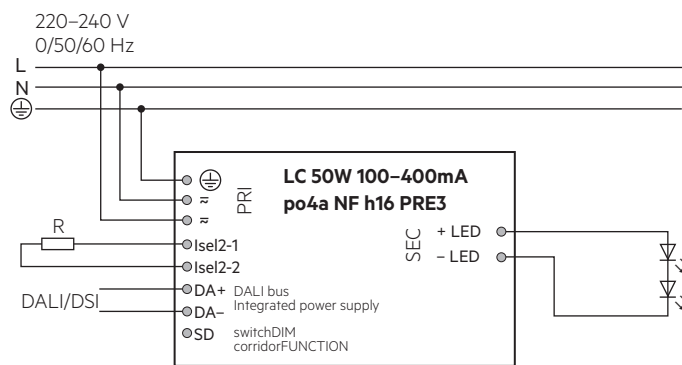 220–240 V
0/50/60 Hz
L
N
LC 50W 100–400mA
po4a NF h16 PRE3
PRI
≂
≂
R
Isel2-1
Isel2-2
SEC
+ LED
– LED
DALI/DSI
DA+ DALI bus
Integrated power supply
DA–
SD switchDIM
corridorFUNCTION